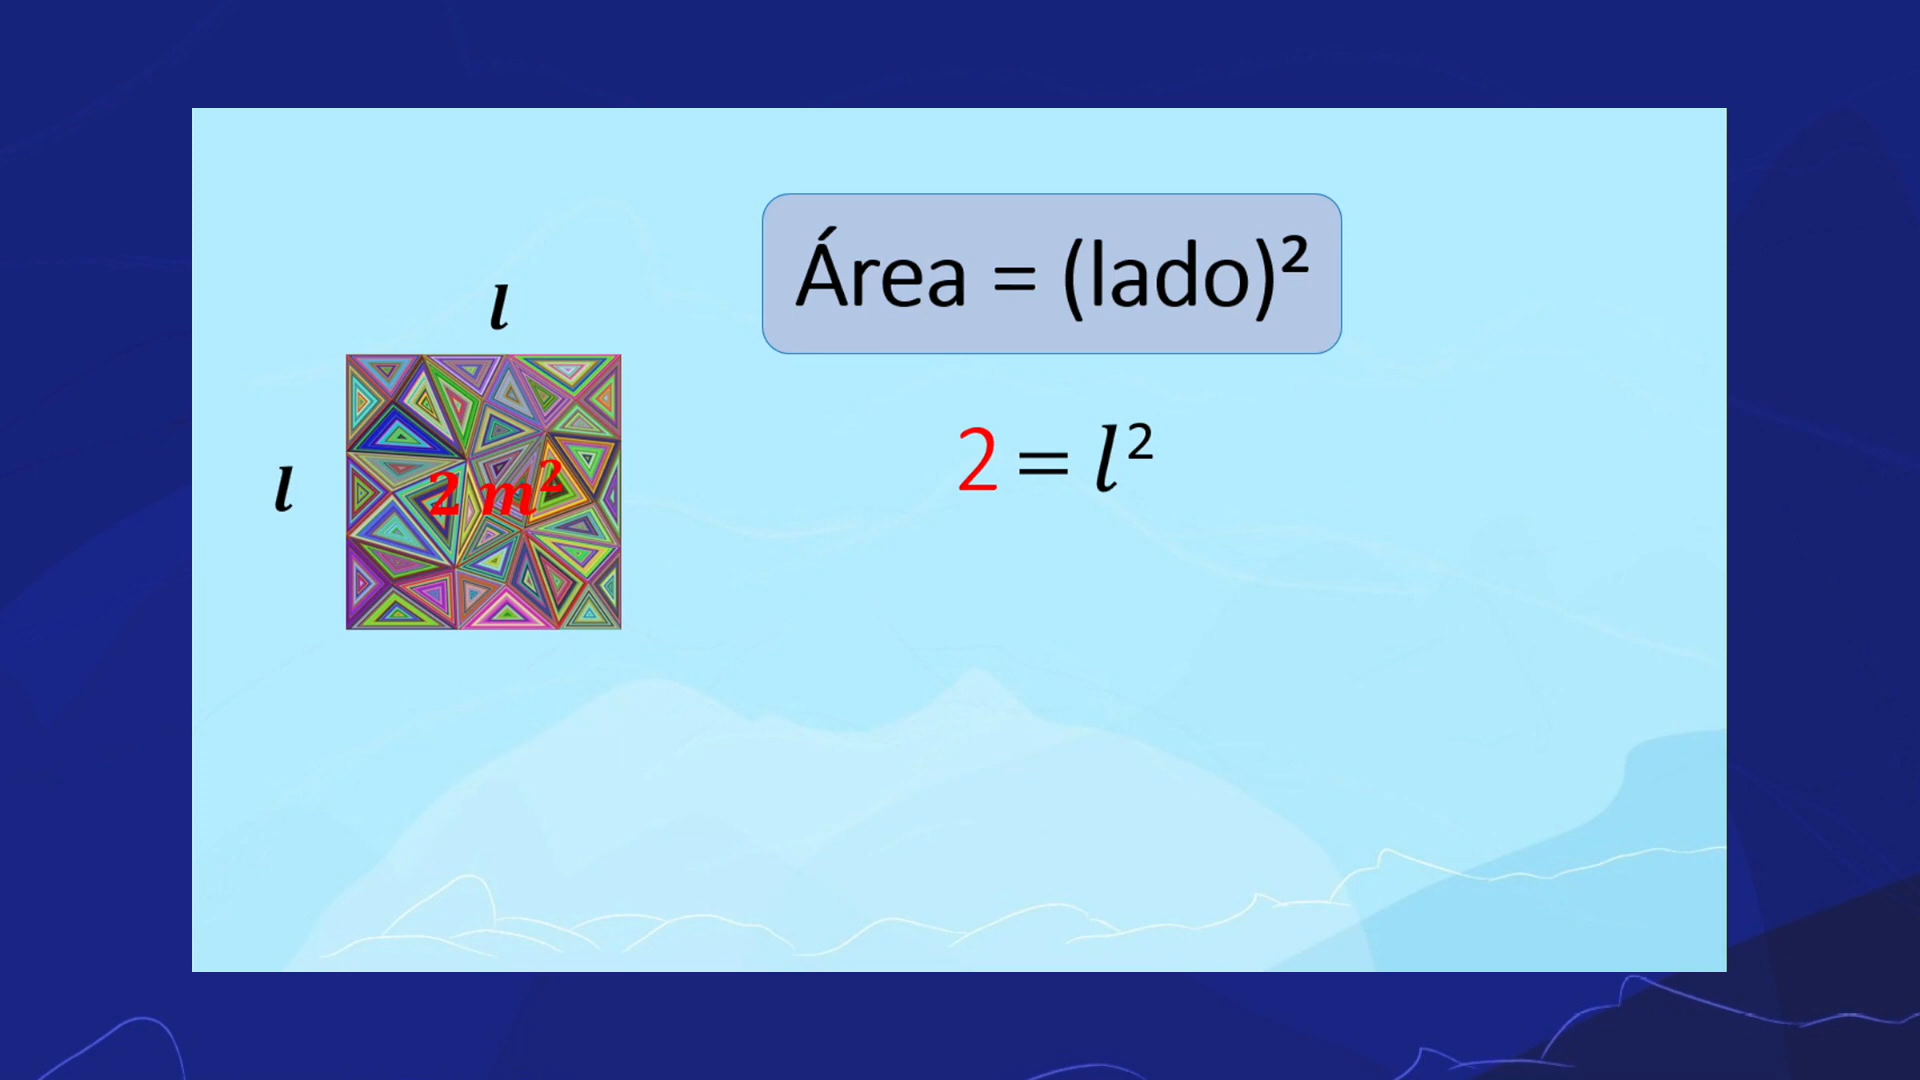 l
Área = (lado)²
l
2 m²
2 = l²